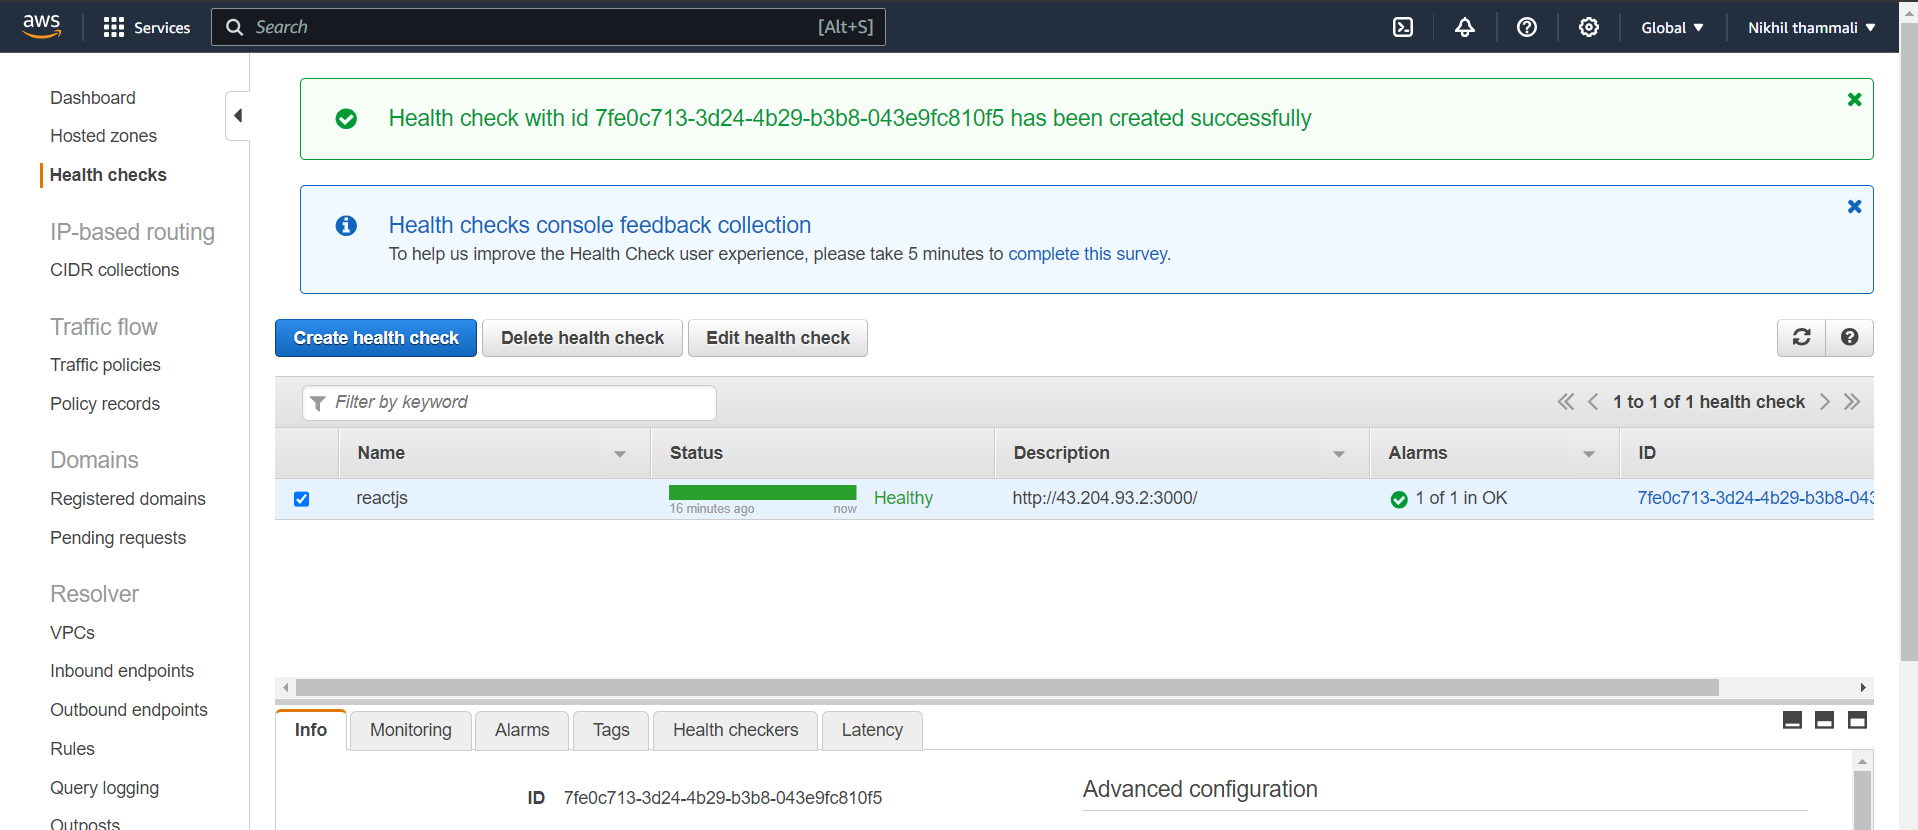 aws
Services
Search [Alt+S]
Global
Nikhil thammali
Dashboard
Hosted zones
Health checks
IP-based routing
CIDR collections
Traffic flow
Traffic policies
Policy records
Domains
Registered domains
Pending requests
Resolver
VPCs
Inbound endpoints
Outbound endpoints
Rules
Query logging
Outposts
Health check with id 7fe0c713-3d24-4b29-b3b8-043e9fc810f5 has been created successfully
Health checks console feedback collection
To help us improve the Health Check user experience, please take 5 minutes to complete this survey.
Create health check
Delete health check
Edit health check
Filter by keyword
1 to 1 of 1 health check
Name Status Description Alarms ID
reactjs Healthy http://43.204.93.2:3000/ 1 of 1 in OK 7fe0c713-3d24-4b29-b3b8-043
16 minutes ago now
Info Monitoring Alarms Tags Health checkers Latency
ID 7fe0c713-3d24-4b29-b3b8-043e9fc810f5
Advanced configuration